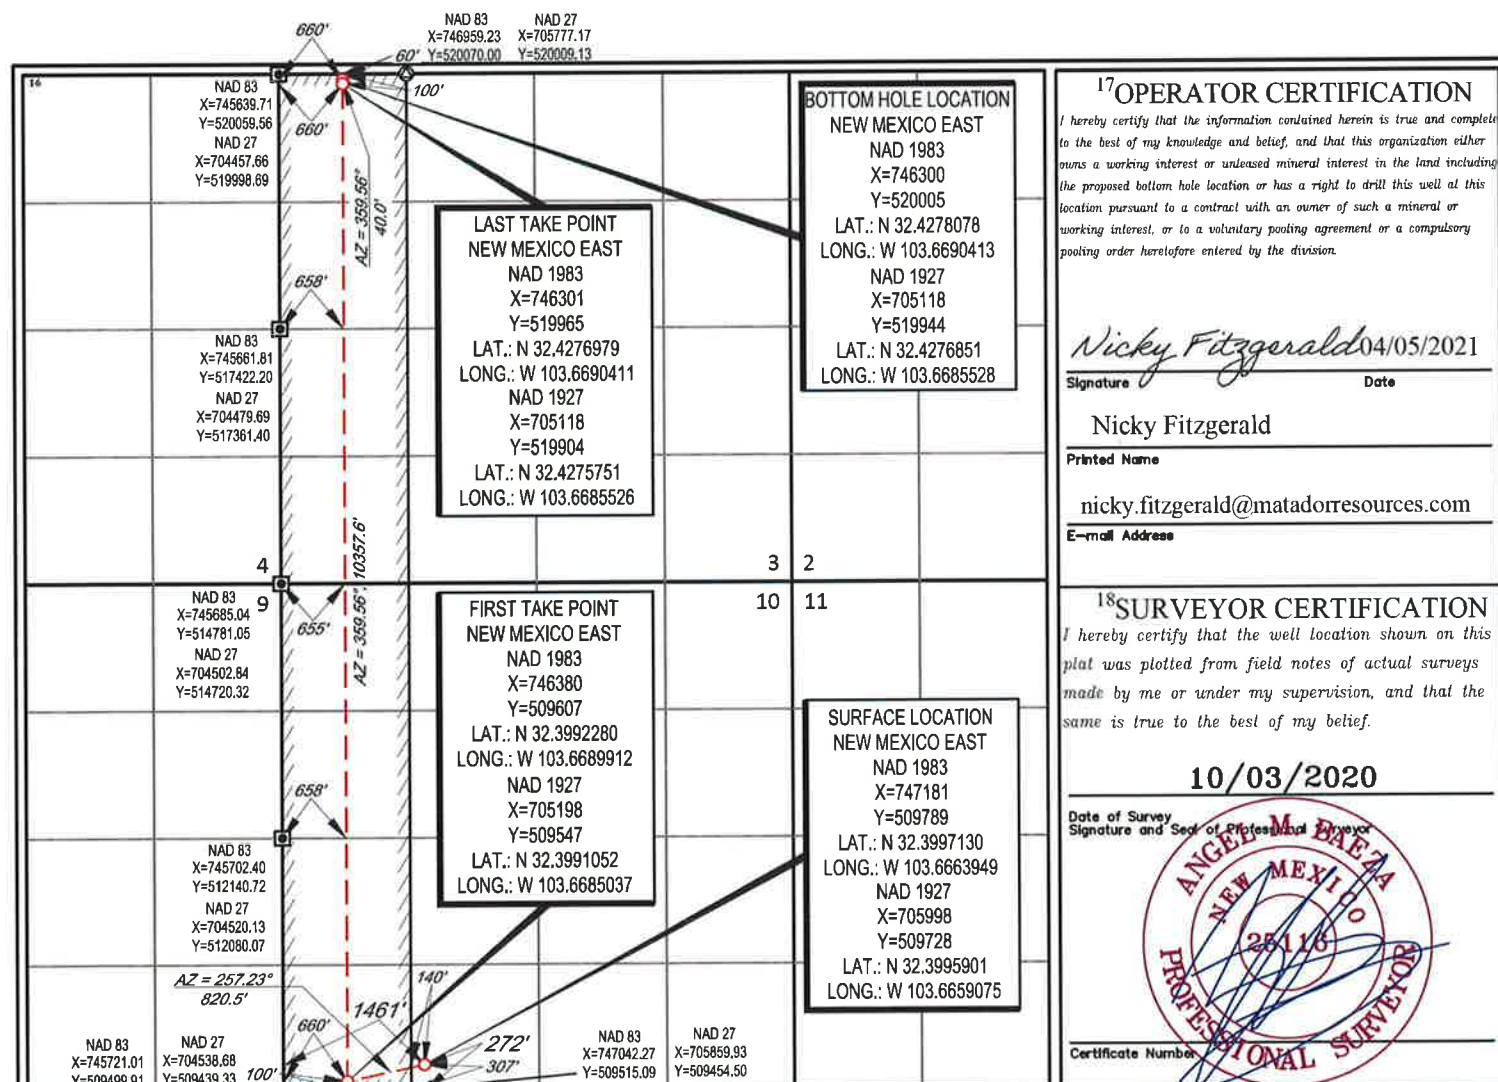 660'
NAD 83
X=746959.23
Y=520070.00
NAD 27
X=705777.17
Y=520009.13
60'
100'
16
NAD 83
X=745639.71
Y=520059.56
NAD 27
X=704457.66
Y=519998.69
660'
AZ = 359.56°
40.0'
LAST TAKE POINT
NEW MEXICO EAST
NAD 1983
X=746301
Y=519965
LAT.: N 32.4276979
LONG.: W 103.6690411
NAD 1927
X=705118
Y=519904
LAT.: N 32.4275751
LONG.: W 103.6685526
BOTTOM HOLE LOCATION
NEW MEXICO EAST
NAD 1983
X=746300
Y=520005
LAT.: N 32.4278078
LONG.: W 103.6690413
NAD 1927
X=705118
Y=519944
LAT.: N 32.4276851
LONG.: W 103.6685528
658'
NAD 83
X=745661.81
Y=517422.20
NAD 27
X=704479.69
Y=517361.40
4
3
2
9
10
11
AZ = 359.56°, 10357.6'
NAD 83
X=745685.04
Y=514781.05
NAD 27
X=704502.84
Y=514720.32
655'
FIRST TAKE POINT
NEW MEXICO EAST
NAD 1983
X=746380
Y=509607
LAT.: N 32.3992280
LONG.: W 103.6689912
NAD 1927
X=705198
Y=509547
LAT.: N 32.3991052
LONG.: W 103.6685037
SURFACE LOCATION
NEW MEXICO EAST
NAD 1983
X=747181
Y=509789
LAT.: N 32.3997130
LONG.: W 103.6663949
NAD 1927
X=705998
Y=509728
LAT.: N 32.3995901
LONG.: W 103.6659075
658'
NAD 83
X=745702.40
Y=512140.72
NAD 27
X=704520.13
Y=512080.07
AZ = 257.23°
820.5'
140'
1461'
660'
272'
307'
NAD 83
X=745721.01
Y=509499.91
NAD 27
X=704538.68
Y=509439.33
100'
NAD 83
X=747042.27
Y=509515.09
NAD 27
X=705859.93
Y=509454.50
17 OPERATOR CERTIFICATION
I hereby certify that the information contained herein is true and complete
to the best of my knowledge and belief, and that this organization either
owns a working interest or unleased mineral interest in the land including
the proposed bottom hole location or has a right to drill this well at this
location pursuant to a contract with an owner of such a mineral or
working interest, or to a voluntary pooling agreement or a compulsory
pooling order heretofore entered by the division.
Nicky Fitzgerald 04/05/2021
Signature Date
Nicky Fitzgerald
Printed Name
nicky.fitzgerald@matadorresources.com
E-mail Address
18 SURVEYOR CERTIFICATION
I hereby certify that the well location shown on this
plat was plotted from field notes of actual surveys
made by me or under my supervision, and that the
same is true to the best of my belief.
10/03/2020
Date of Survey
Signature and Seal of Professional Surveyor
ANGEL M. BAEZA
NEW MEXICO
25116
PROFESSIONAL SURVEYOR
Certificate Number